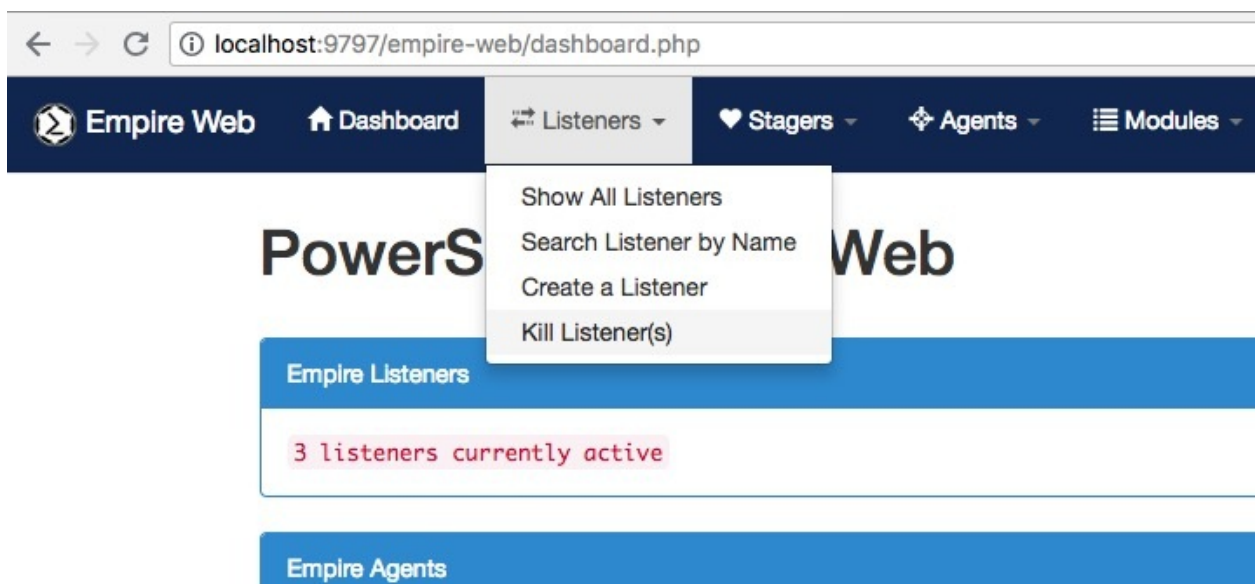 localhost:9797/empire-web/dashboard.php
Empire Web Dashboard Listeners Stagers Agents Modules
Show All Listeners
Search Listener by Name
Create a Listener
Kill Listener(s)
PowerS Web
Empire Listeners
3 listeners currently active
Empire Agents